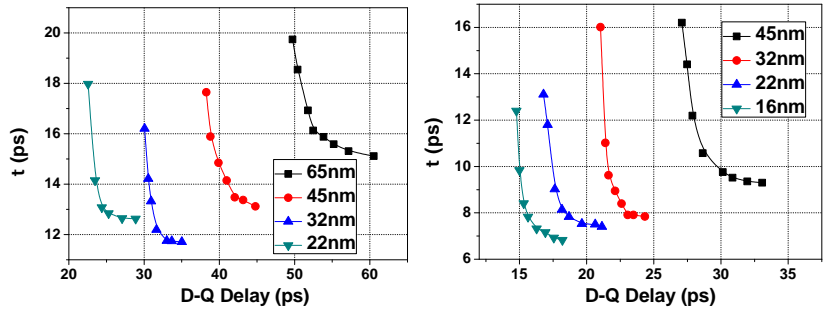 20
18
16
14
12
t (ps)
65nm
45nm
32nm
22nm
20 30 40 50 60
D-Q Delay (ps)
16
14
12
10
8
6
t (ps)
45nm
32nm
22nm
16nm
15 20 25 30 35
D-Q Delay (ps)